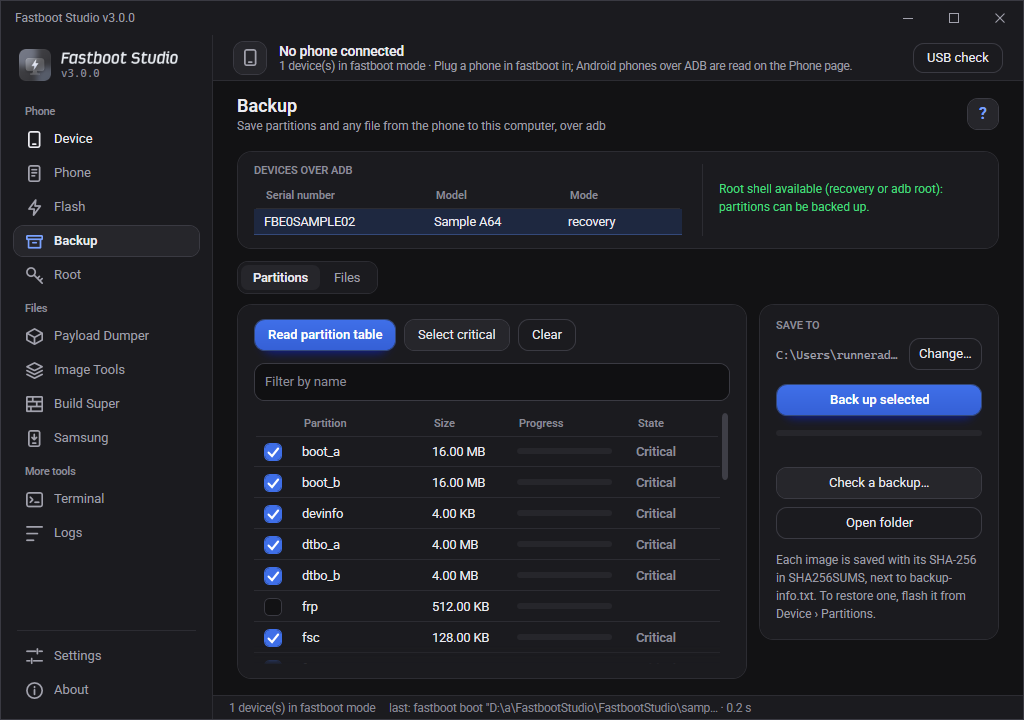 Fastboot Studio v3.0.0
Fastboot Studio
v3.0.0
No phone connected
1 device(s) in fastboot mode · Plug a phone in fastboot in; Android phones over ADB are read on the Phone page.
USB check
Phone
Device
Phone
Flash
Backup
Root
Files
Payload Dumper
Image Tools
Build Super
Samsung
More tools
Terminal
Logs
Settings
About
Backup
Save partitions and any file from the phone to this computer, over adb
?
DEVICES OVER ADB
Serial number Model Mode
FBE0SAMPLE02 Sample A64 recovery
Root shell available (recovery or adb root):
partitions can be backed up.
Partitions Files
Read partition table Select critical Clear
Filter by name
Partition Size Progress State
boot_a 16.00 MB Critical
boot_b 16.00 MB Critical
devinfo 4.00 KB Critical
dtbo_a 4.00 MB Critical
dtbo_b 4.00 MB Critical
frp 512.00 KB
fsc 128.00 KB Critical
SAVE TO
C:\Users\runnerad… Change…
Back up selected
Check a backup…
Open folder
Each image is saved with its SHA-256
in SHA256SUMS, next to backup-
info.txt. To restore one, flash it from
Device › Partitions.
1 device(s) in fastboot mode last: fastboot boot "D:\a\FastbootStudio\FastbootStudio\samp… · 0.2 s